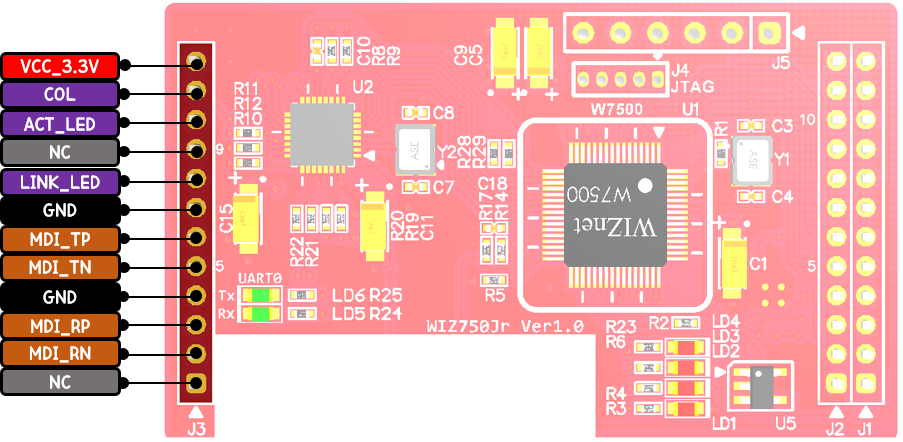 VCC_3.3V
COL
ACT_LED
NC
LINK_LED
GND
MDI_TP
MDI_TN
GND
MDI_RP
MDI_RN
NC
9
5
J3
C10
R8
R9
U2
R11
R12
R10
C8
Y2
ASE
C7
C15
R22
R21
R20
R19
C11
UART0
Tx
Rx
LD6 R25
LD5 R24
WIZ750Jr Ver1.0
C9
C5
J5
J4
JTAG
W7500
U1
R28
R29
C18
R17
R18
R14
R5
WIZnet
W7500
R1
C3
Y1
ASE
C4
C1
10
5
R23
R6
R2
LD4
LD3
LD2
R4
R3
LD1
U5
J2
J1